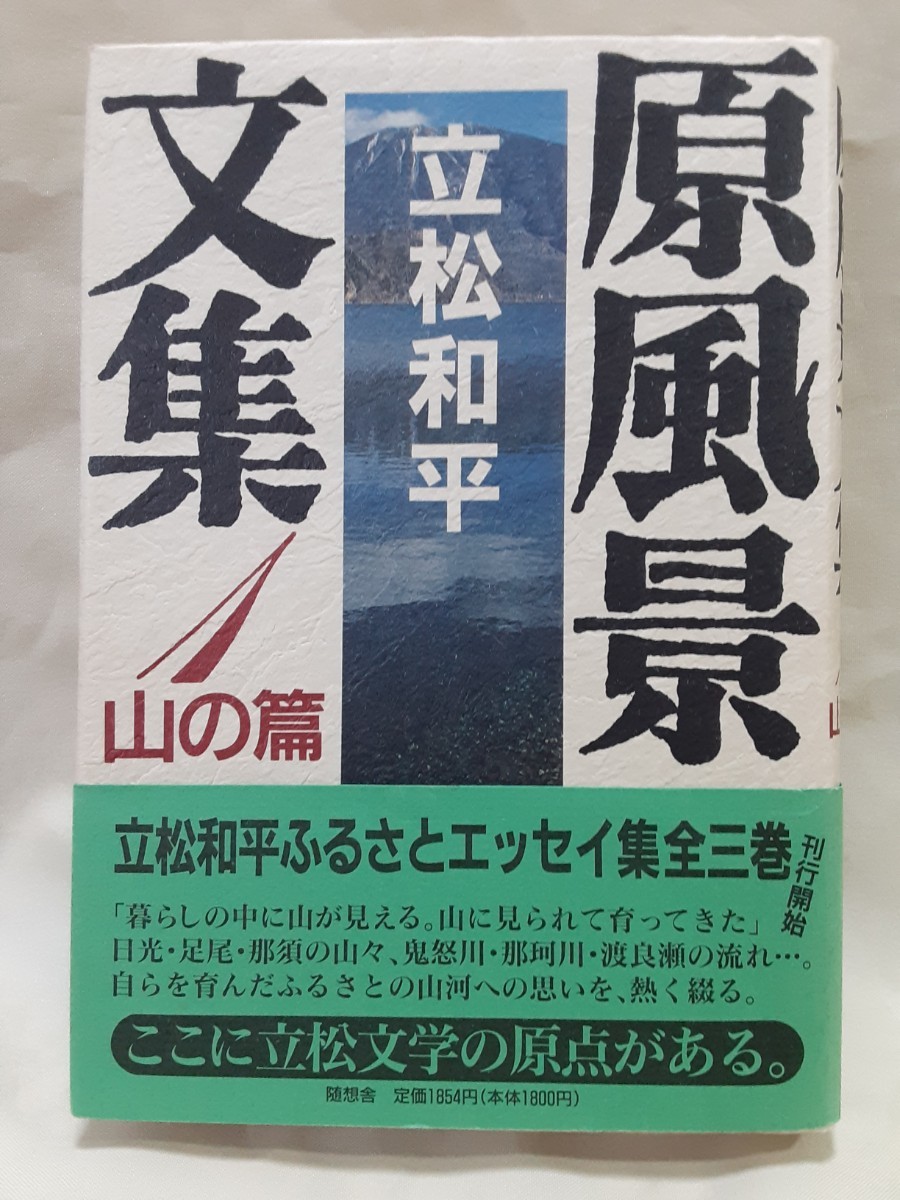 原風景
文集
1
山の篇
立松和平
立松和平ふるさとエッセイ集全三巻
刊行開始
「暮らしの中に山が見える。山に見られて育ってきた」
日光・足尾・那須の山々、鬼怒川・那珂川・渡良瀬の流れ…。
自らを育んだふるさとの山河への思いを、熱く綴る。
ここに立松文学の原点がある。
随想舎 定価1854円(本体1800円)